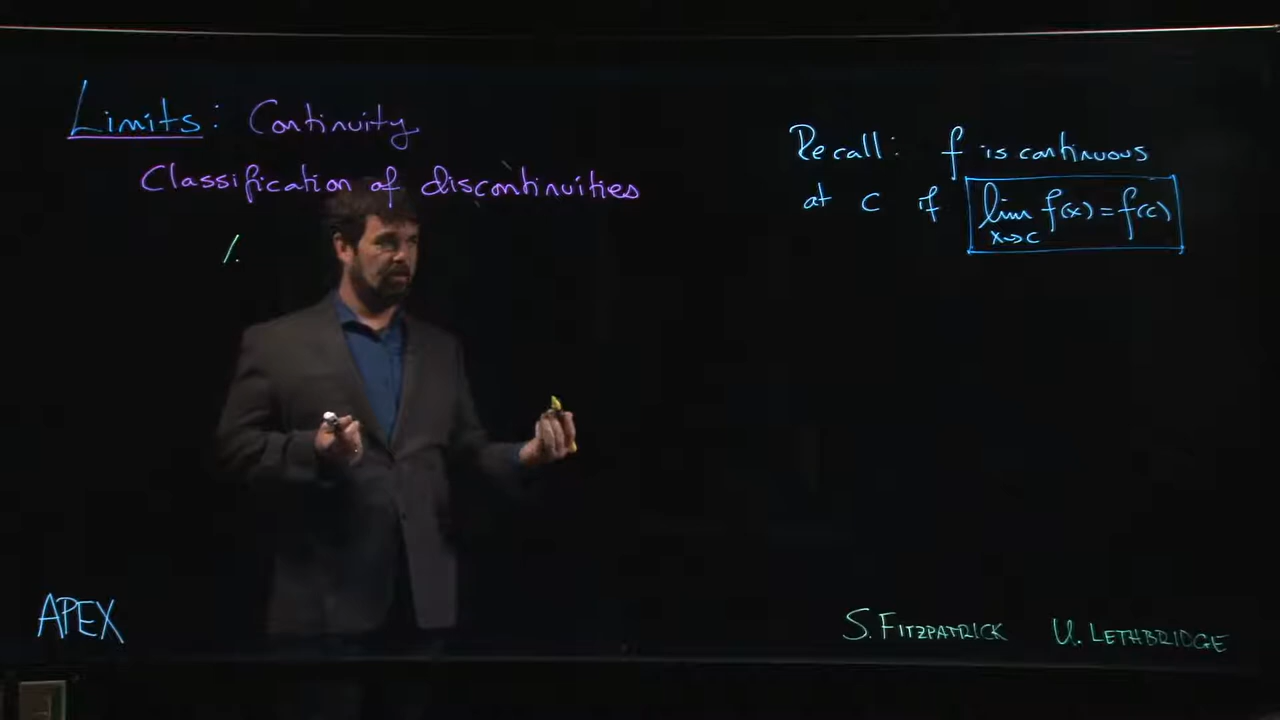 Limits: Continuity
Classification of discontinuities
1.
Recall: f is continuous
at c if lim f(x) = f(c)
x→c
APEX
S. FITZPATRICK U. LETHBRIDGE